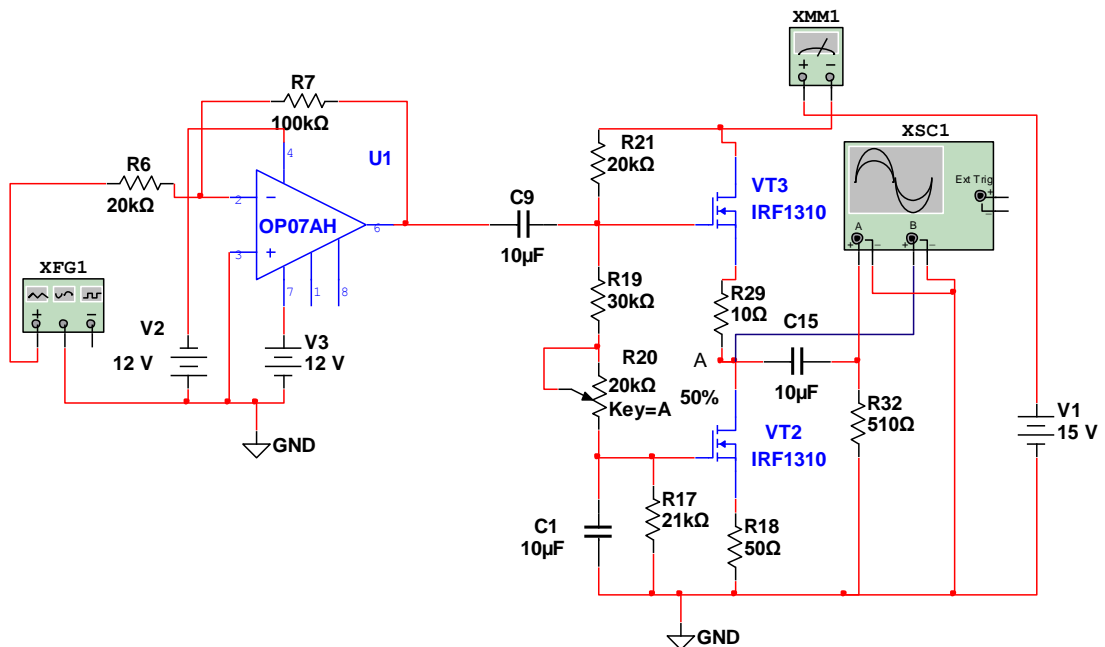 XMM1
+ −
R7
100kΩ
U1
R6
20kΩ
4
2
3
6
7
1
8
OP07AH
XFG1
+ −
V2
12 V
V3
12 V
GND
C9
10µF
R21
20kΩ
VT3
IRF1310
XSC1
Ext Trig
+
−
A
B
+ − + −
R19
30kΩ
R29
10Ω
C15
10µF
A
R20
20kΩ
50%
Key=A
VT2
IRF1310
R32
510Ω
V1
15 V
R17
21kΩ
C1
10µF
R18
50Ω
GND